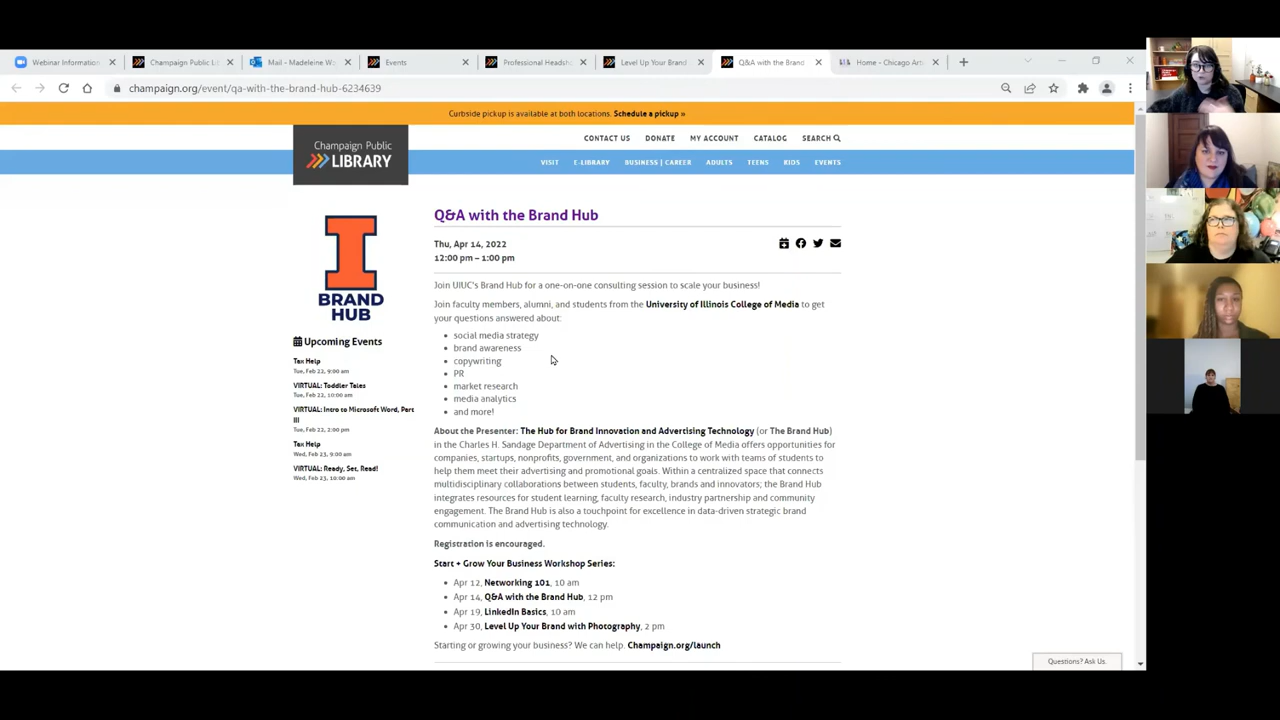 Webinar Information
Champaign Public Li
Mail - Madeleine Wo
Events
Professional Headsh
Level Up Your Brand
Q&A with the Brand
Home - Chicago Art
champaign.org/event/qa-with-the-brand-hub-6234639
Curbside pickup is available at both locations. Schedule a pickup »
CONTACT US DONATE MY ACCOUNT CATALOG SEARCH
Champaign Public
LIBRARY
VISIT E-LIBRARY BUSINESS | CAREER ADULTS TEENS KIDS EVENTS
I
BRAND
HUB
Upcoming Events
Tax Help
Tue, Feb 22, 9:00 am
VIRTUAL: Toddler Tales
Tue, Feb 22, 10:00 am
VIRTUAL: Intro to Microsoft Word, Part
III
Tue, Feb 22, 2:00 pm
Tax Help
Wed, Feb 23, 9:00 am
VIRTUAL: Ready, Set, Read!
Wed, Feb 23, 10:00 am
Q&A with the Brand Hub
Thu, Apr 14, 2022
12:00 pm – 1:00 pm
Join UIUC's Brand Hub for a one-on-one consulting session to scale your business!
Join faculty members, alumni, and students from the University of Illinois College of Media to get
your questions answered about:
• social media strategy
• brand awareness
• copywriting
• PR
• market research
• media analytics
• and more!
About the Presenter: The Hub for Brand Innovation and Advertising Technology (or The Brand Hub)
in the Charles H. Sandage Department of Advertising in the College of Media offers opportunities for
companies, startups, nonprofits, government, and organizations to work with teams of students to
help them meet their advertising and promotional goals. Within a centralized space that connects
multidisciplinary collaborations between students, faculty, brands and innovators; the Brand Hub
integrates resources for student learning, faculty research, industry partnership and community
engagement. The Brand Hub is also a touchpoint for excellence in data-driven strategic brand
communication and advertising technology.
Registration is encouraged.
Start + Grow Your Business Workshop Series:
• Apr 12, Networking 101, 10 am
• Apr 14, Q&A with the Brand Hub, 12 pm
• Apr 19, LinkedIn Basics, 10 am
• Apr 30, Level Up Your Brand with Photography, 2 pm
Starting or growing your business? We can help. Champaign.org/launch
Questions? Ask Us.